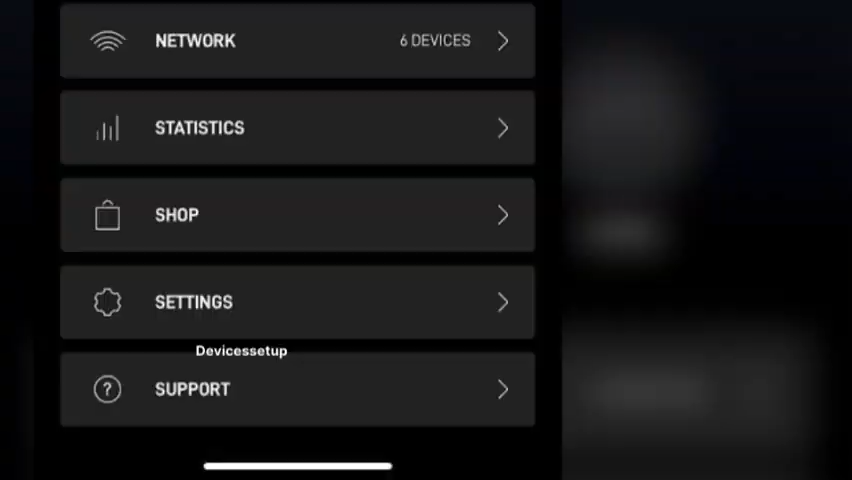 NETWORK 6 DEVICES
STATISTICS
SHOP
SETTINGS
Devicessetup
? SUPPORT